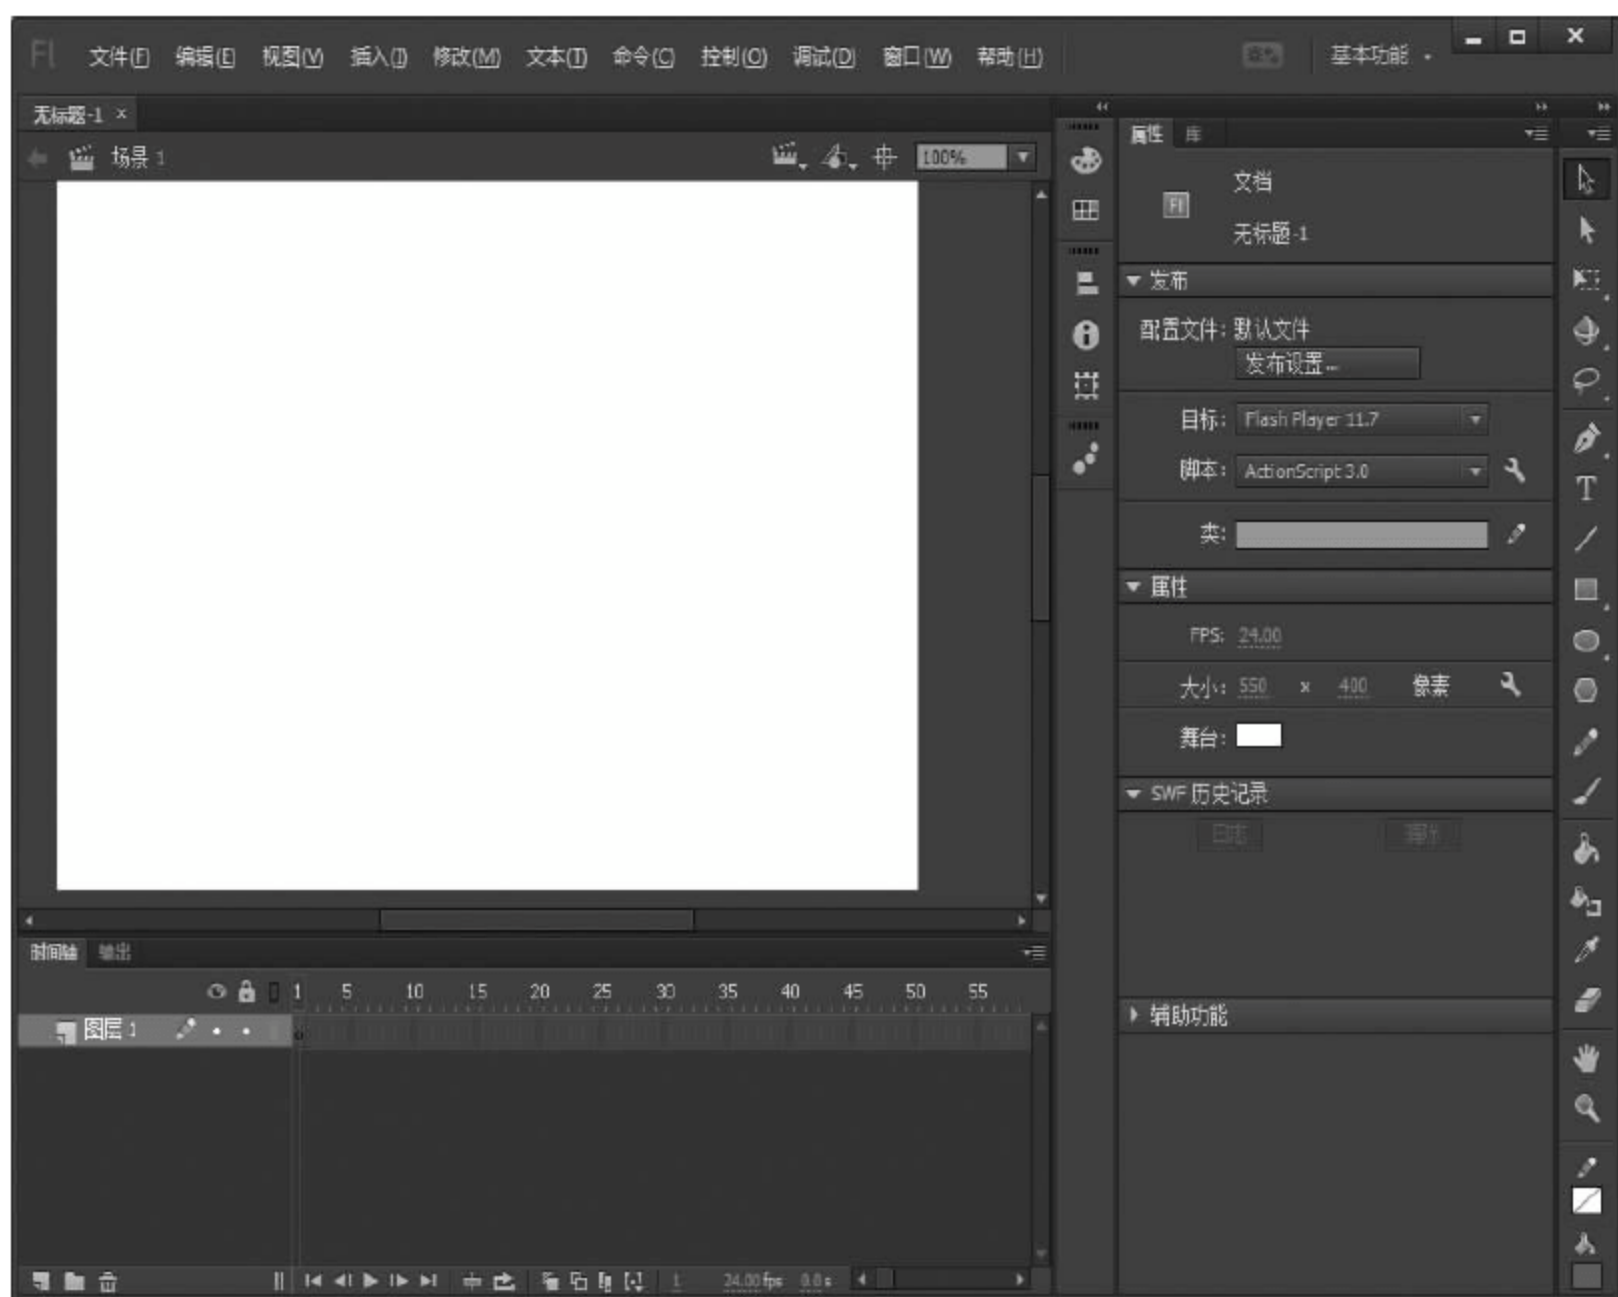 Fl 文件(F) 编辑(E) 视图(V) 插入(I) 修改(M) 文本(T) 命令(C) 控制(O) 调试(D) 窗口(W) 帮助(H) 基本功能
无标题-1 ×
场景 1 100%
属性 库
文档
Fl
无标题-1
发布
配置文件: 默认文件
发布设置...
目标: Flash Player 11.7
脚本: ActionScript 3.0
类:
属性
FPS: 24.00
大小: 550 x 400 像素
舞台:
SWF 历史记录
日志
辅助功能
时间轴 输出
1 5 10 15 20 25 30 35 40 45 50 55
图层 1
1 24.00 fps 0.0 s